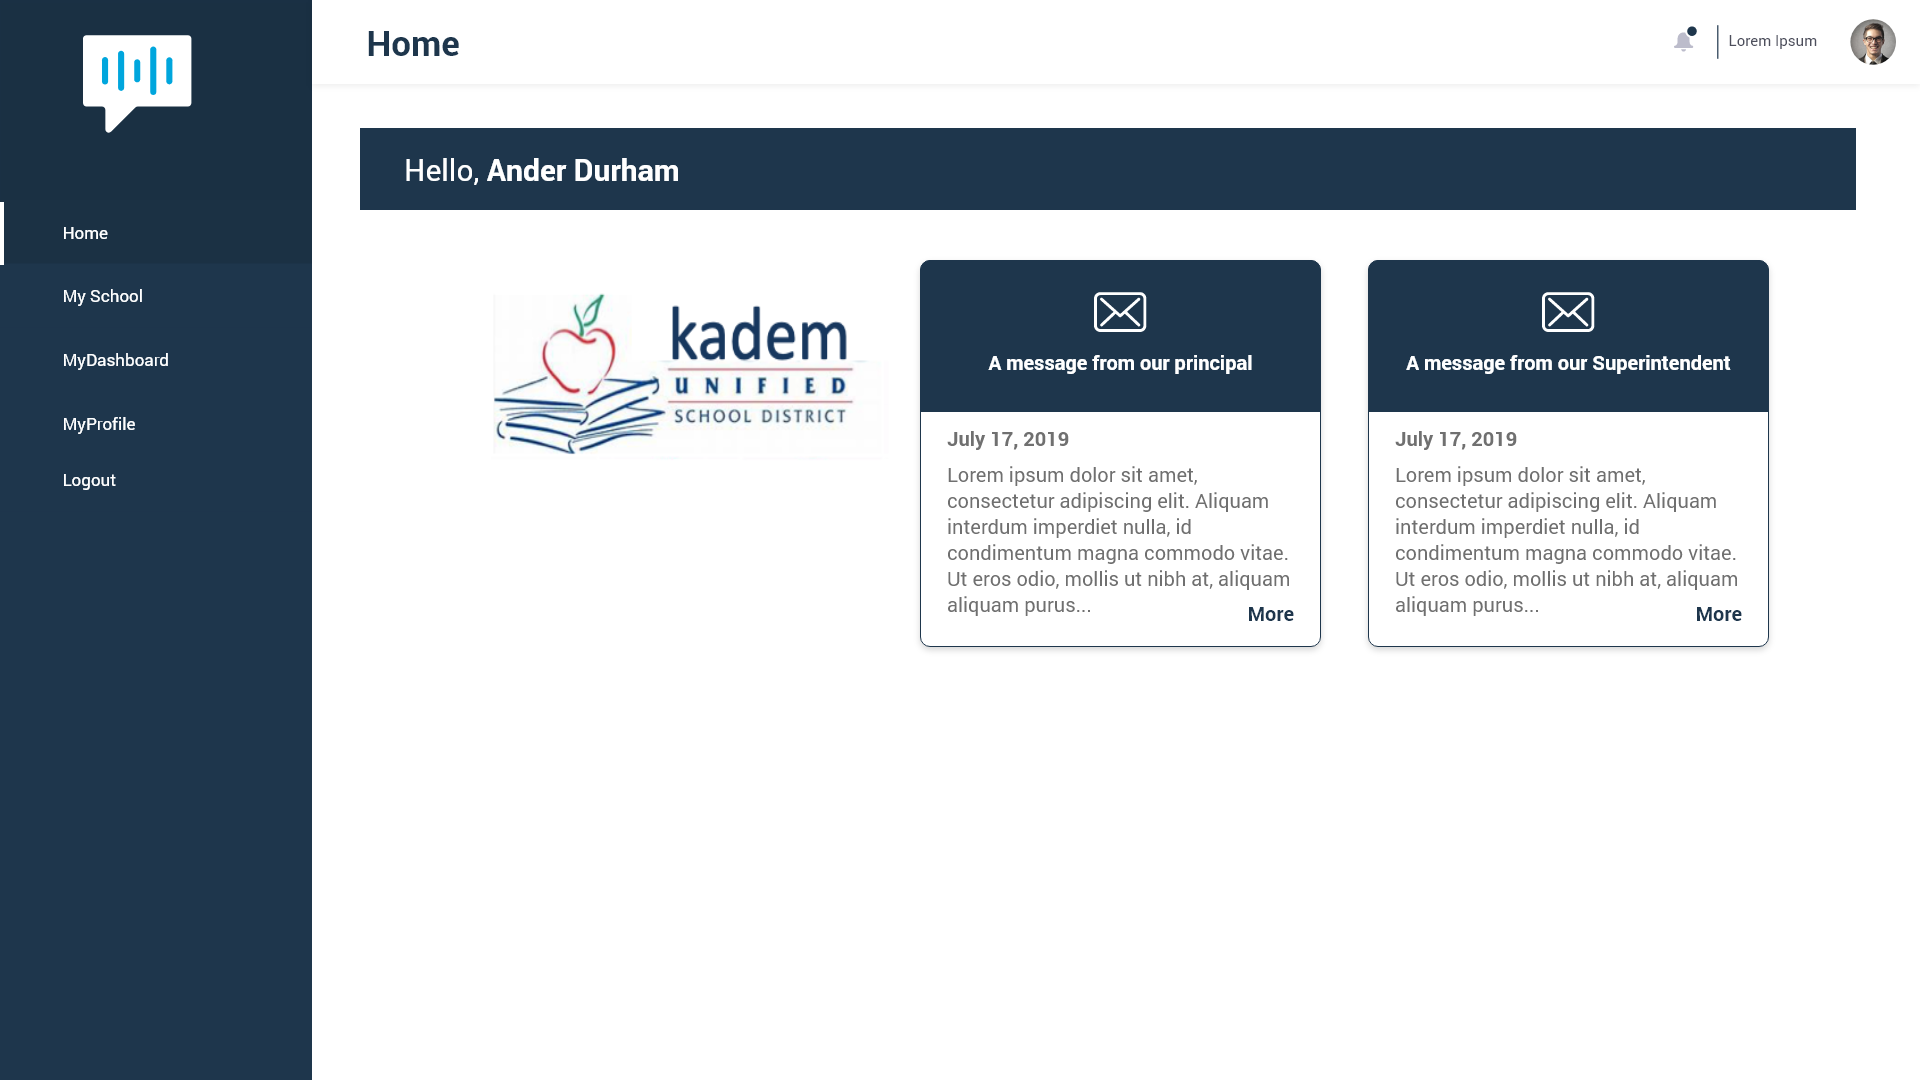 Home
Lorem Ipsum
Home
My School
MyDashboard
MyProfile
Logout
Hello, Ander Durham
kadem
UNIFIED
SCHOOL DISTRICT
A message from our principal
July 17, 2019
Lorem ipsum dolor sit amet,
consectetur adipiscing elit. Aliquam
interdum imperdiet nulla, id
condimentum magna commodo vitae.
Ut eros odio, mollis ut nibh at, aliquam
aliquam purus...
More
A message from our Superintendent
July 17, 2019
Lorem ipsum dolor sit amet,
consectetur adipiscing elit. Aliquam
interdum imperdiet nulla, id
condimentum magna commodo vitae.
Ut eros odio, mollis ut nibh at, aliquam
aliquam purus...
More